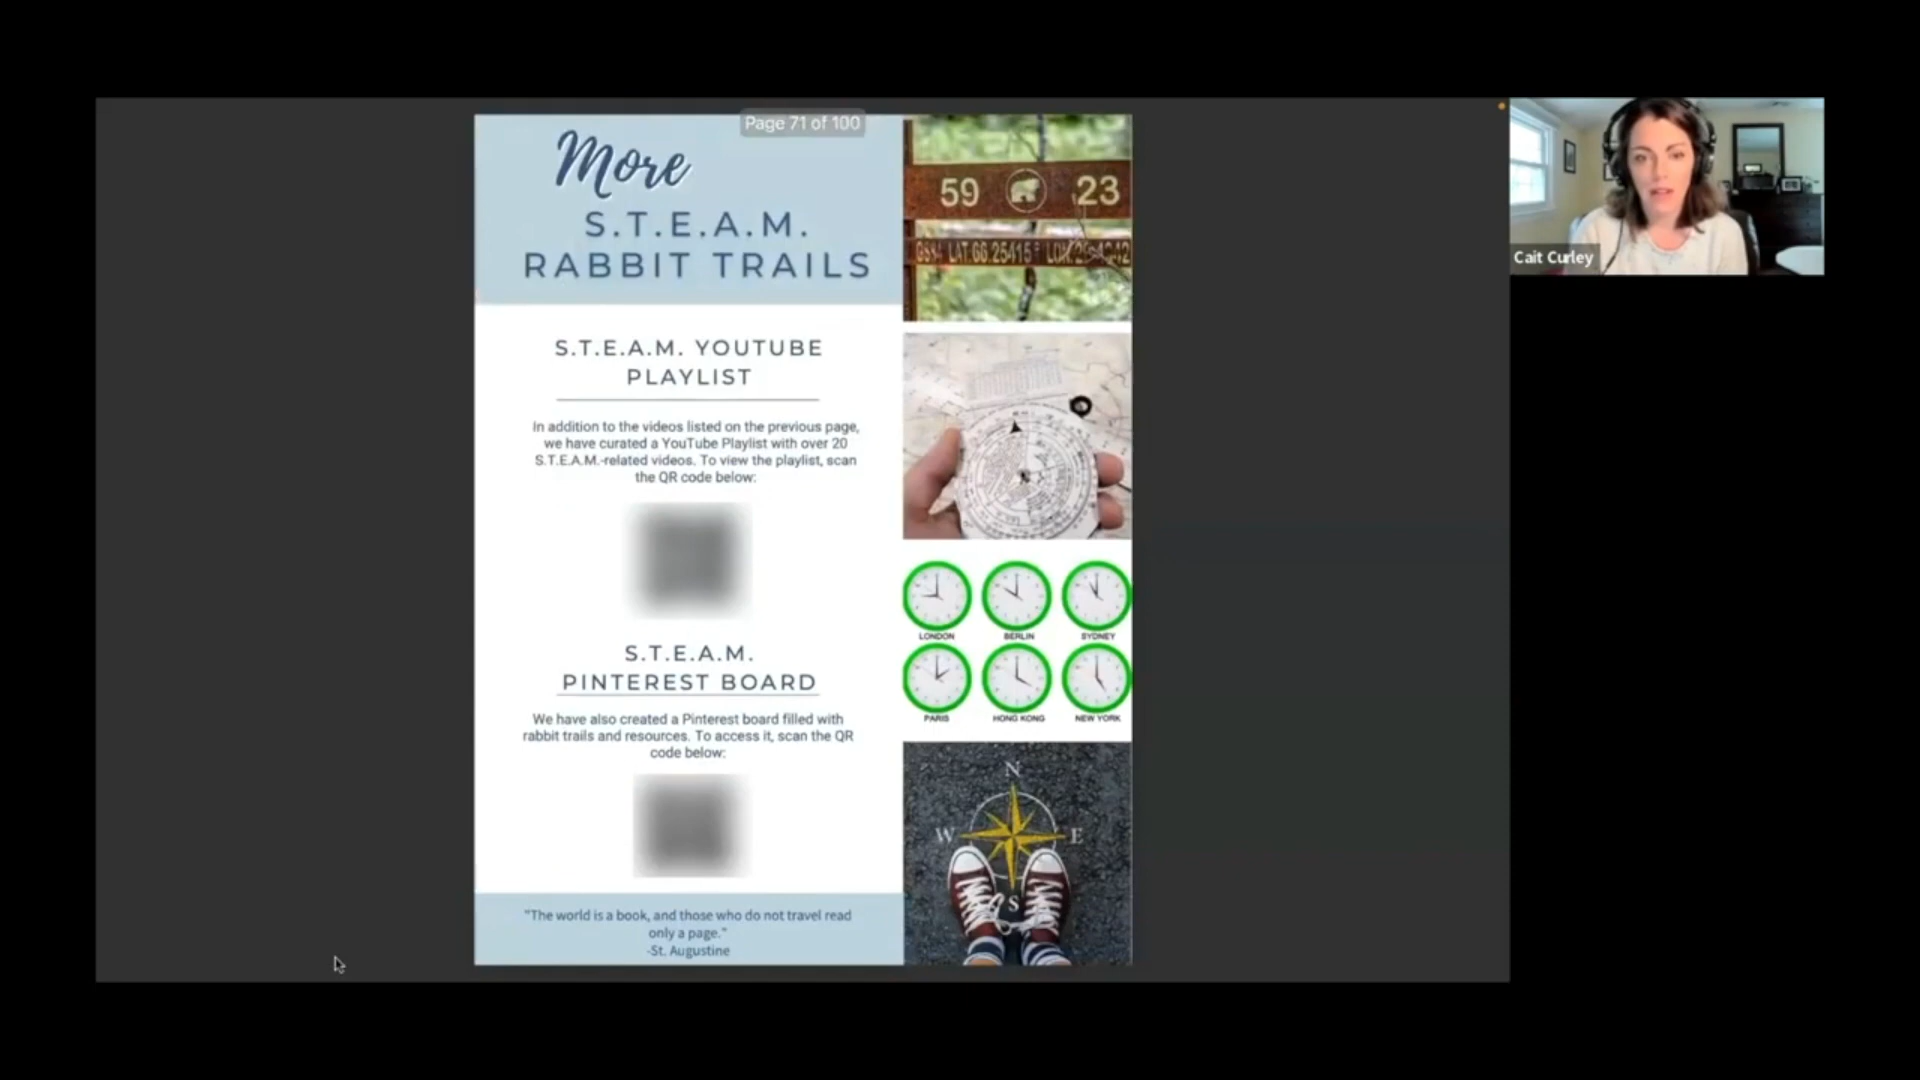 Page 71 of 100
More
S.T.E.A.M.
RABBIT TRAILS
S.T.E.A.M. YOUTUBE
PLAYLIST
In addition to the videos listed on the previous page,
we have curated a YouTube Playlist with over 20
S.T.E.A.M.-related videos. To view the playlist, scan
the QR code below:
S.T.E.A.M.
PINTEREST BOARD
We have also created a Pinterest board filled with
rabbit trails and resources. To access it, scan the QR
code below:
"The world is a book, and those who do not travel read
only a page."
-St. Augustine
59 23
LAT.66.25415°
LONDON BERLIN SYDNEY
PARIS HONG KONG NEW YORK
N
W E
S
Cait Curley